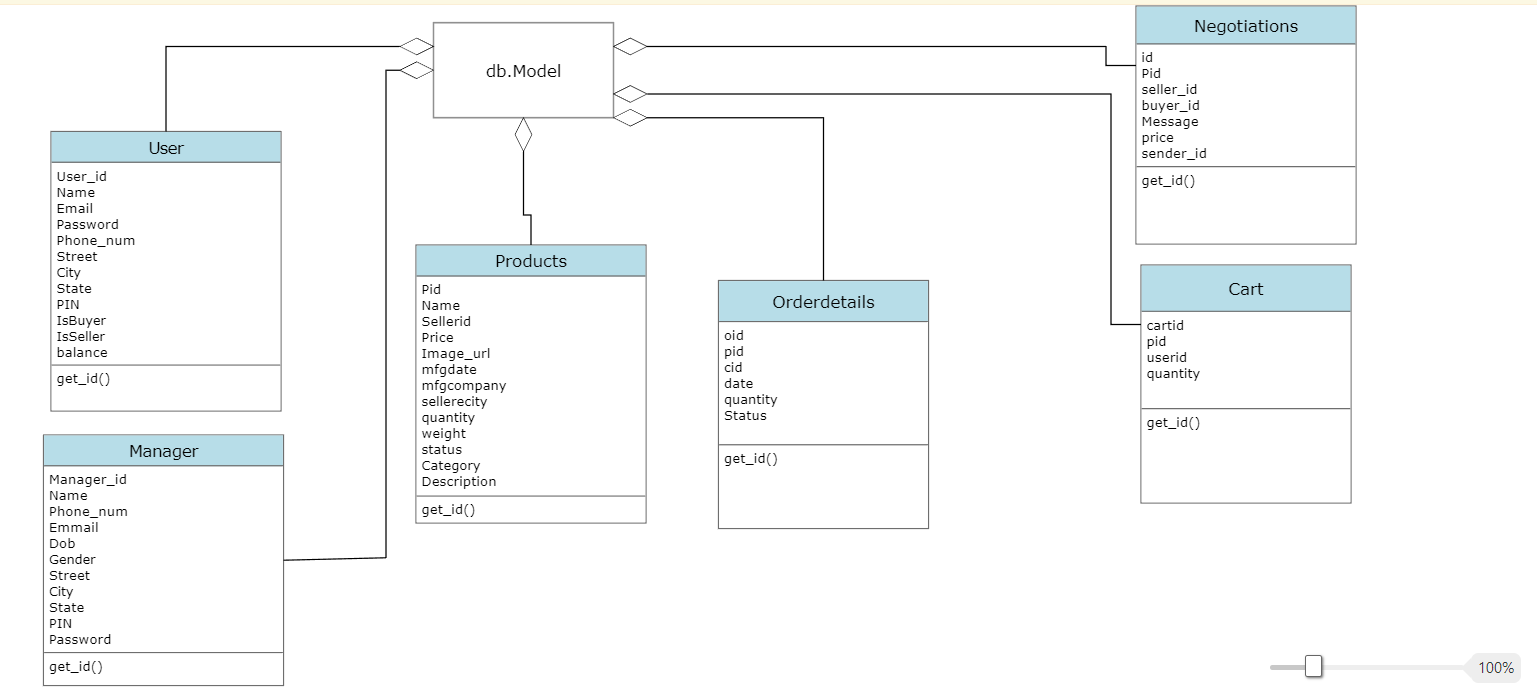 db.Model
User
User_id
Name
Email
Password
Phone_num
Street
City
State
PIN
IsBuyer
IsSeller
balance
get_id()
Manager
Manager_id
Name
Phone_num
Emmail
Dob
Gender
Street
City
State
PIN
Password
get_id()
Products
Pid
Name
Sellerid
Price
Image_url
mfgdate
mfgcompany
sellerecity
quantity
weight
status
Category
Description
get_id()
Orderdetails
oid
pid
cid
date
quantity
Status
get_id()
Negotiations
id
Pid
seller_id
buyer_id
Message
price
sender_id
get_id()
Cart
cartid
pid
userid
quantity
get_id()
100%